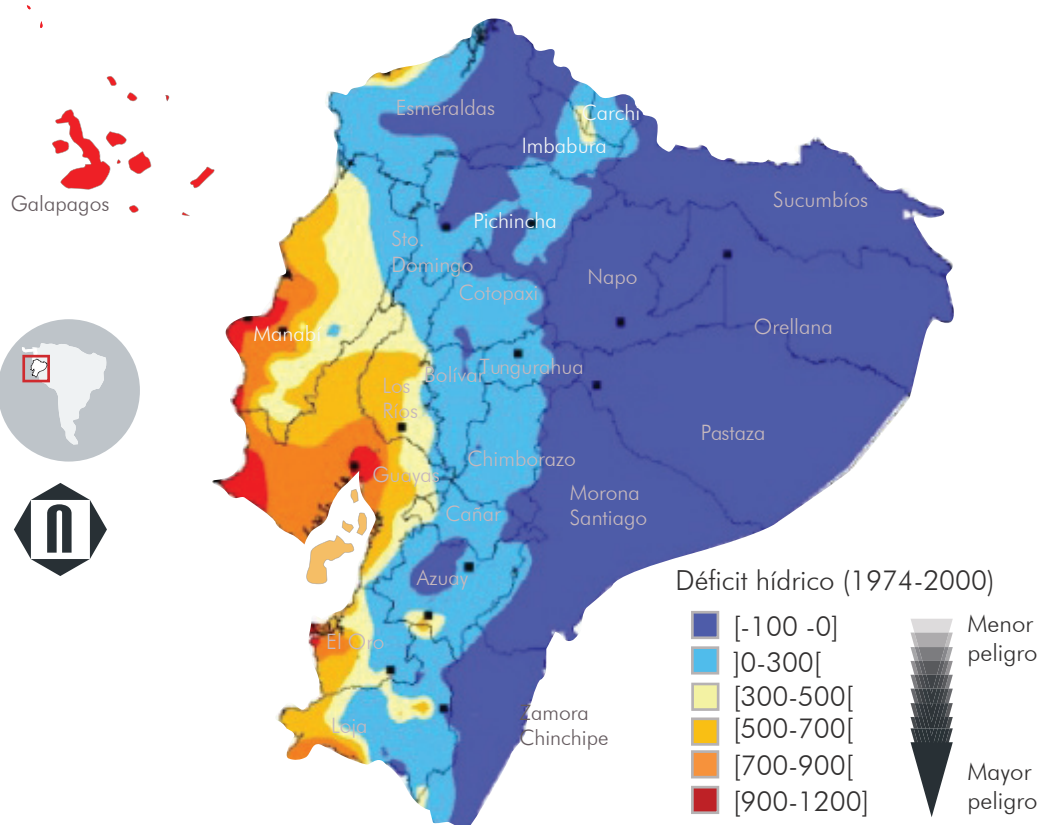 Esmeraldas
Carchi
Imbabura
Galapagos
Sucumbíos
Pichincha
Sto.
Domingo
Napo
Cotopaxi
Manabí
Orellana
Bolívar
Tungurahua
Los
Ríos
Pastaza
Chimborazo
Guayas
Morona
Santiago
Cañar
Azuay
Déficit hídrico (1974-2000)
[-100 -0]
Menor
peligro
El Oro
]0-300[
[300-500[
Zamora
Chinchipe
Loja
[500-700[
[700-900[
Mayor
peligro
[900-1200]